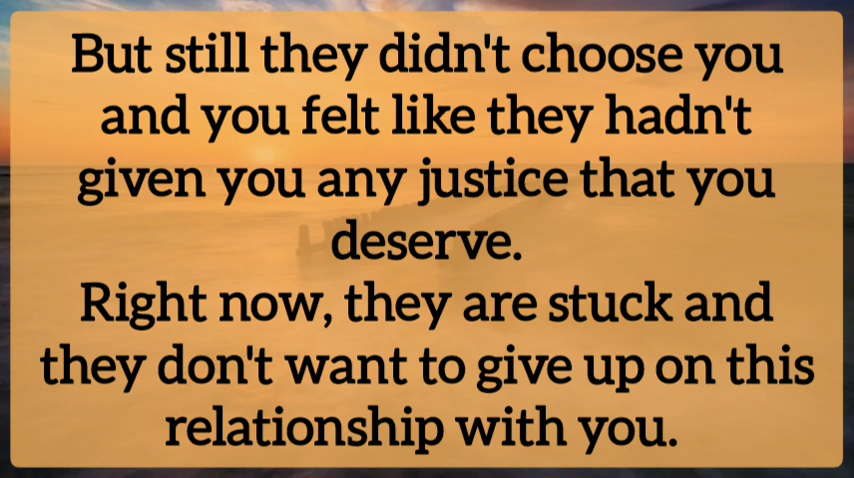 But still they didn't choose you
and you felt like they hadn't
given you any justice that you
deserve.
Right now, they are stuck and
they don't want to give up on this
relationship with you.